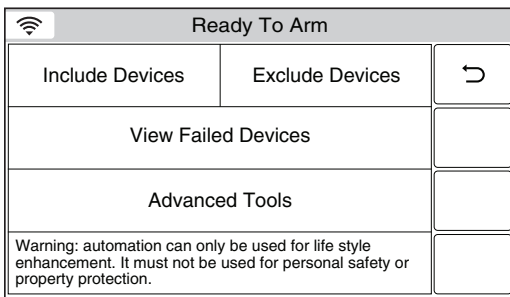 Ready To Arm
Include Devices
Exclude Devices
View Failed Devices
Advanced Tools
Warning: automation can only be used for life style
enhancement. It must not be used for personal safety or
property protection.